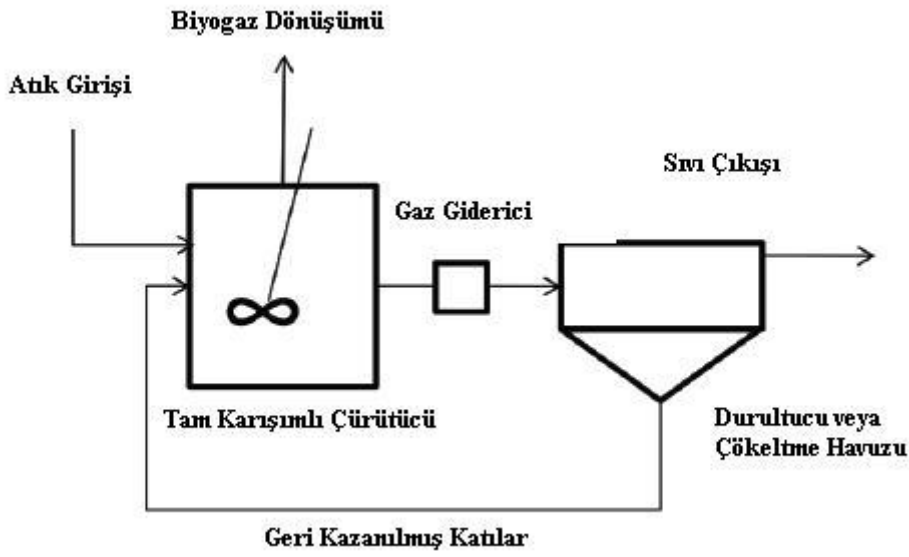 Biyogaz Dönüşümü
Atık Girişi
Sıvı Çıkışı
Gaz Giderici
Tam Karışımlı Çürütücü
Durultucu veya
Çökeltme Havuzu
Geri Kazanılmış Katılar